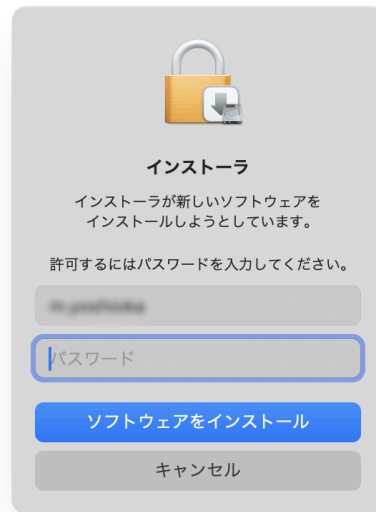 インストーラ
インストーラが新しいソフトウェアを
インストールしようとしています。
許可するにはパスワードを入力してください。
パスワード
ソフトウェアをインストール
キャンセル